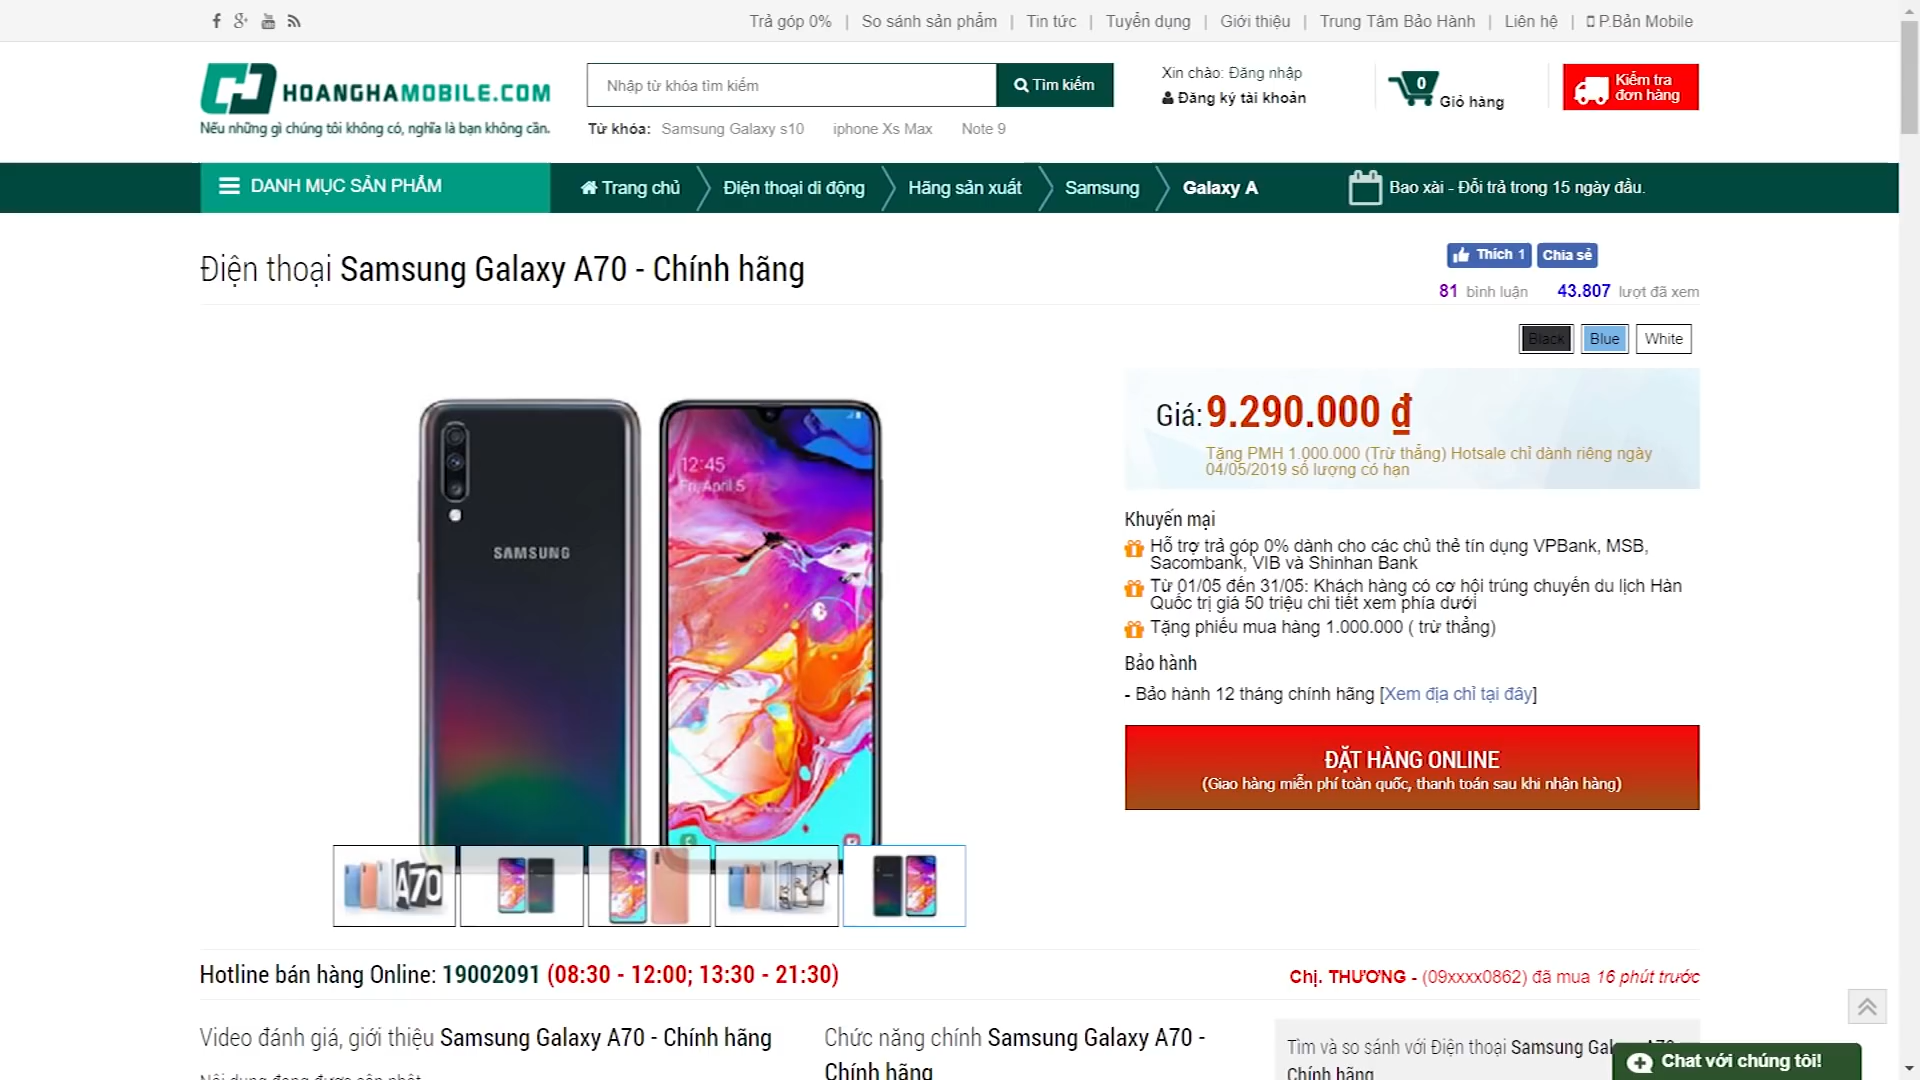 Trả góp 0% | So sánh sản phẩm | Tin tức | Tuyển dụng | Giới thiệu | Trung Tâm Bảo Hành | Liên hệ | P.Bản Mobile
HOANGHAMOBILE.COM
Nếu những gì chúng tôi không có, nghĩa là bạn không cần.
Nhập từ khóa tìm kiếm
Tìm kiếm
Từ khóa: Samsung Galaxy s10 iphone Xs Max Note 9
Xin chào: Đăng nhập
Đăng ký tài khoản
0 Giỏ hàng
Kiểm tra
đơn hàng
DANH MỤC SẢN PHẨM
Trang chủ Điện thoại di động Hãng sản xuất Samsung Galaxy A
Bao xài - Đổi trả trong 15 ngày đầu.
Điện thoại Samsung Galaxy A70 - Chính hãng
Thích 1 Chia sẻ
81 bình luận 43.807 lượt đã xem
Black Blue White
SAMSUNG
12:45
Fri, April 5
Giá: 9.290.000 ₫
Tặng PMH 1.000.000 (Trừ thẳng) Hotsale chỉ dành riêng ngày
04/05/2019 số lượng có hạn
Khuyến mại
Hỗ trợ trả góp 0% dành cho các chủ thẻ tín dụng VPBank, MSB,
Sacombank, VIB và Shinhan Bank
Từ 01/05 đến 31/05: Khách hàng có cơ hội trúng chuyến du lịch Hàn
Quốc trị giá 50 triệu chi tiết xem phía dưới
Tặng phiếu mua hàng 1.000.000 ( trừ thẳng)
Bảo hành
- Bảo hành 12 tháng chính hãng [Xem địa chỉ tại đây]
ĐẶT HÀNG ONLINE
(Giao hàng miễn phí toàn quốc, thanh toán sau khi nhận hàng)
A70
Hotline bán hàng Online: 19002091 (08:30 - 12:00; 13:30 - 21:30)
Chị. THƯƠNG - (09xxxx0862) đã mua 16 phút trước
Video đánh giá, giới thiệu Samsung Galaxy A70 - Chính hãng
Nội dung đang được cập nhật
Chức năng chính Samsung Galaxy A70 -
Chính hãng
Tìm và so sánh với Điện thoại Samsung Galaxy A70 -
Chính hãng
Chat với chúng tôi!